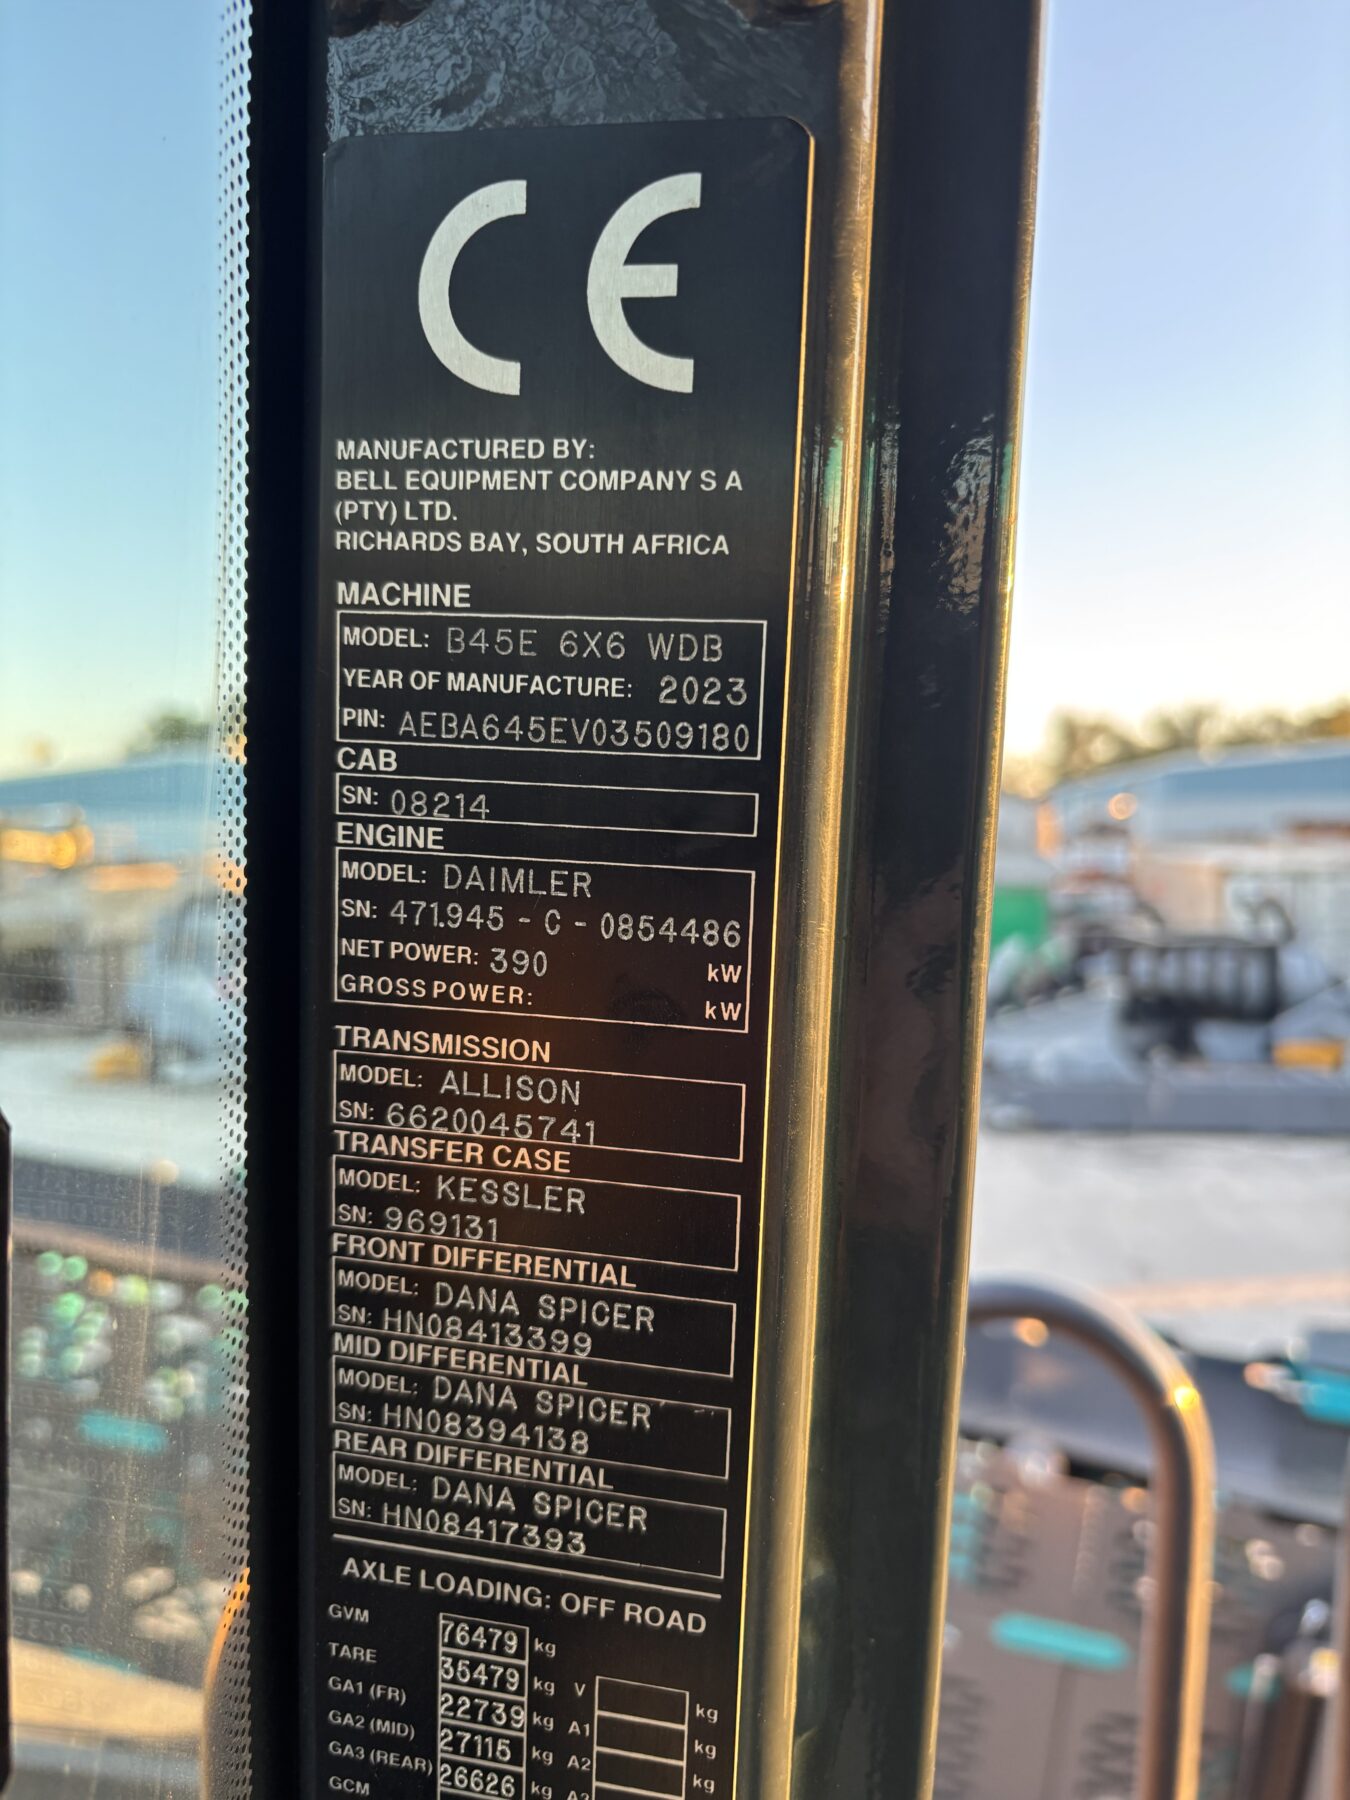 CE
MANUFACTURED BY:
BELL EQUIPMENT COMPANY S A
(PTY) LTD.
RICHARDS BAY, SOUTH AFRICA
MACHINE
MODEL: B45E 6X6 WDB
YEAR OF MANUFACTURE: 2023
PIN: AEBA645EV03509180
CAB
SN: 08214
ENGINE
MODEL: DAIMLER
SN: 471.945 - C - 0854486
NET POWER: 390 kW
GROSS POWER: kW
TRANSMISSION
MODEL: ALLISON
SN: 6620045741
TRANSFER CASE
MODEL: KESSLER
SN: 969131
FRONT DIFFERENTIAL
MODEL: DANA SPICER
SN: HN08413399
MID DIFFERENTIAL
MODEL: DANA SPICER
SN: HN08394138
REAR DIFFERENTIAL
MODEL: DANA SPICER
SN: HN08417393
AXLE LOADING: OFF ROAD
GVM 76479 kg
TARE 35479 kg V kg
GA1 (FR) 22739 kg A1 kg
GA2 (MID) 27115 kg A2 kg
GA3 (REAR) 26626 kg A3
GCM